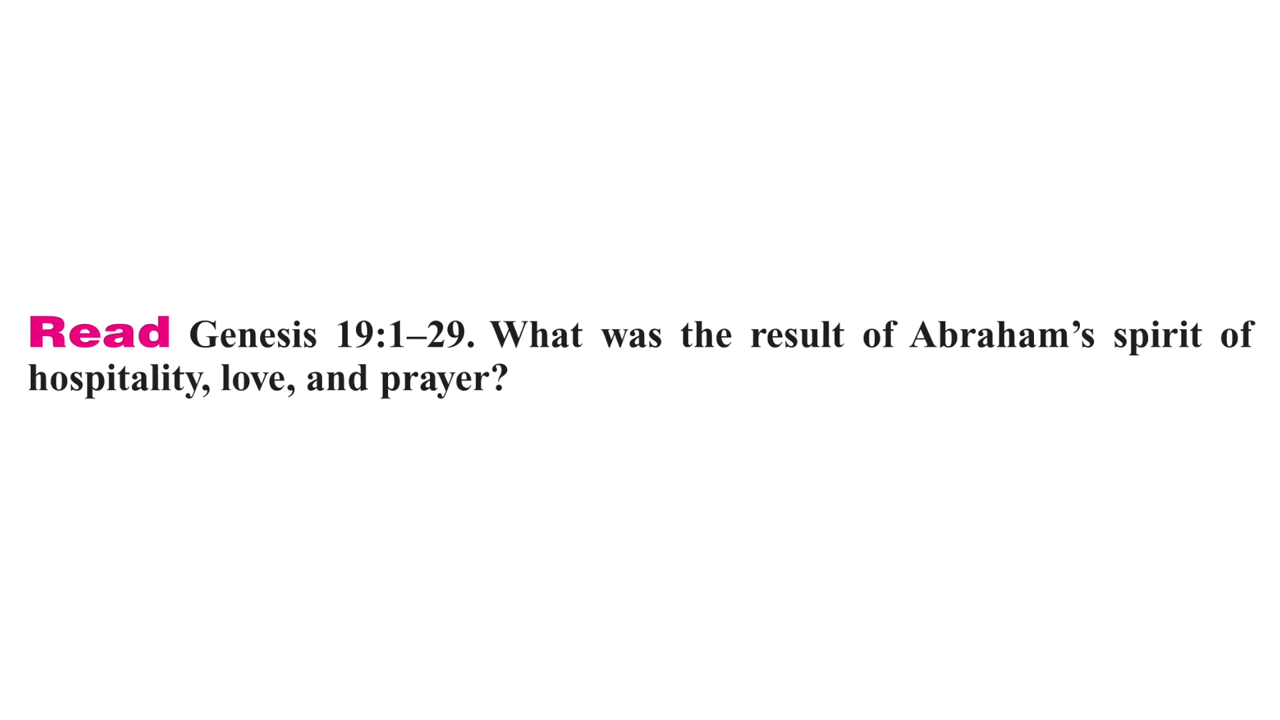 Read Genesis 19:1–29. What was the result of Abraham’s spirit of
hospitality, love, and prayer?